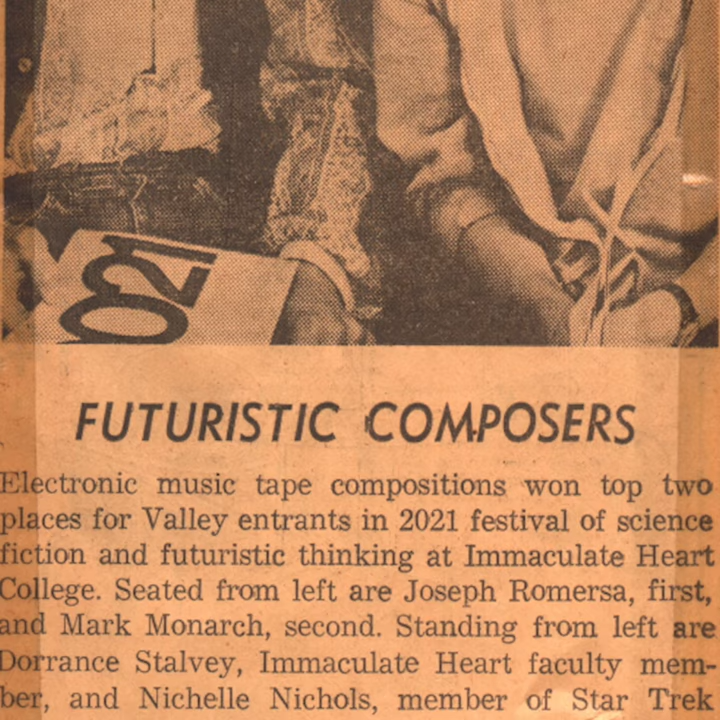 021
FUTURISTIC COMPOSERS
Electronic music tape compositions won top two
places for Valley entrants in 2021 festival of science
fiction and futuristic thinking at Immaculate Heart
College. Seated from left are Joseph Romersa, first,
and Mark Monarch, second. Standing from left are
Dorrance Stalvey, Immaculate Heart faculty mem-
ber, and Nichelle Nichols, member of Star Trek